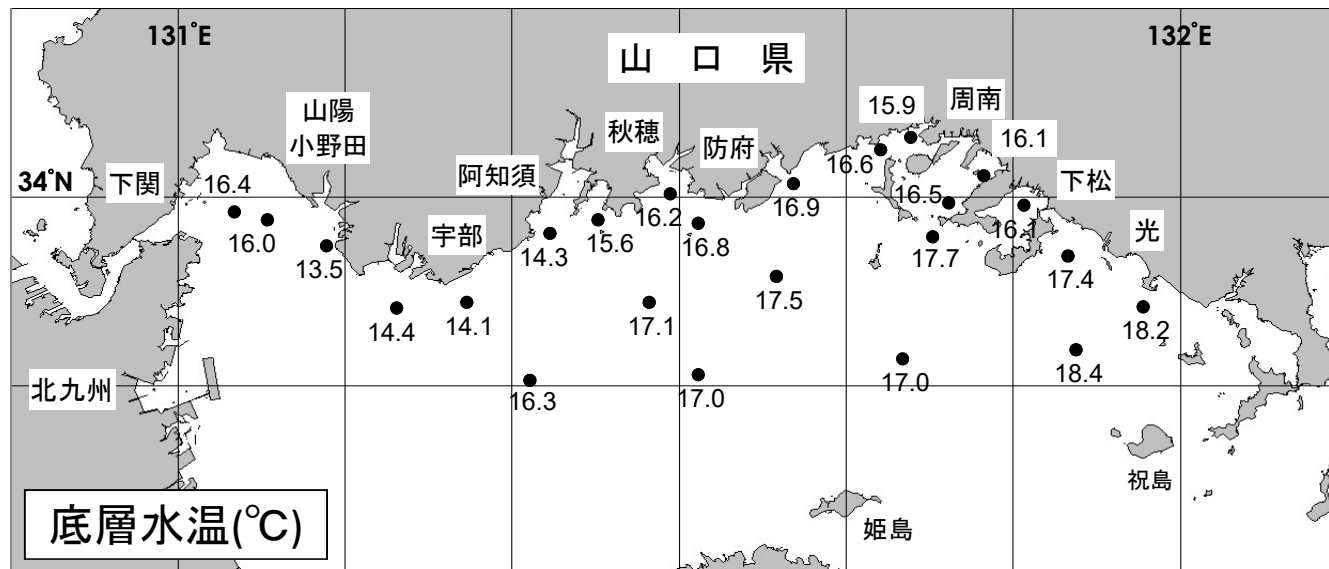 131°E
132°E
山 口 県
山陽
小野田
秋穂
防府
15.9
周南
16.1
阿知須
16.6
34°N
下関
16.4
下松
16.5
16.2
16.9
16.0
宇部
14.3
15.6
16.8
16.1
光
13.5
17.7
17.4
17.5
14.4
14.1
17.1
18.2
北九州
16.3
17.0
17.0
18.4
祝島
底層水温(℃)
姫島